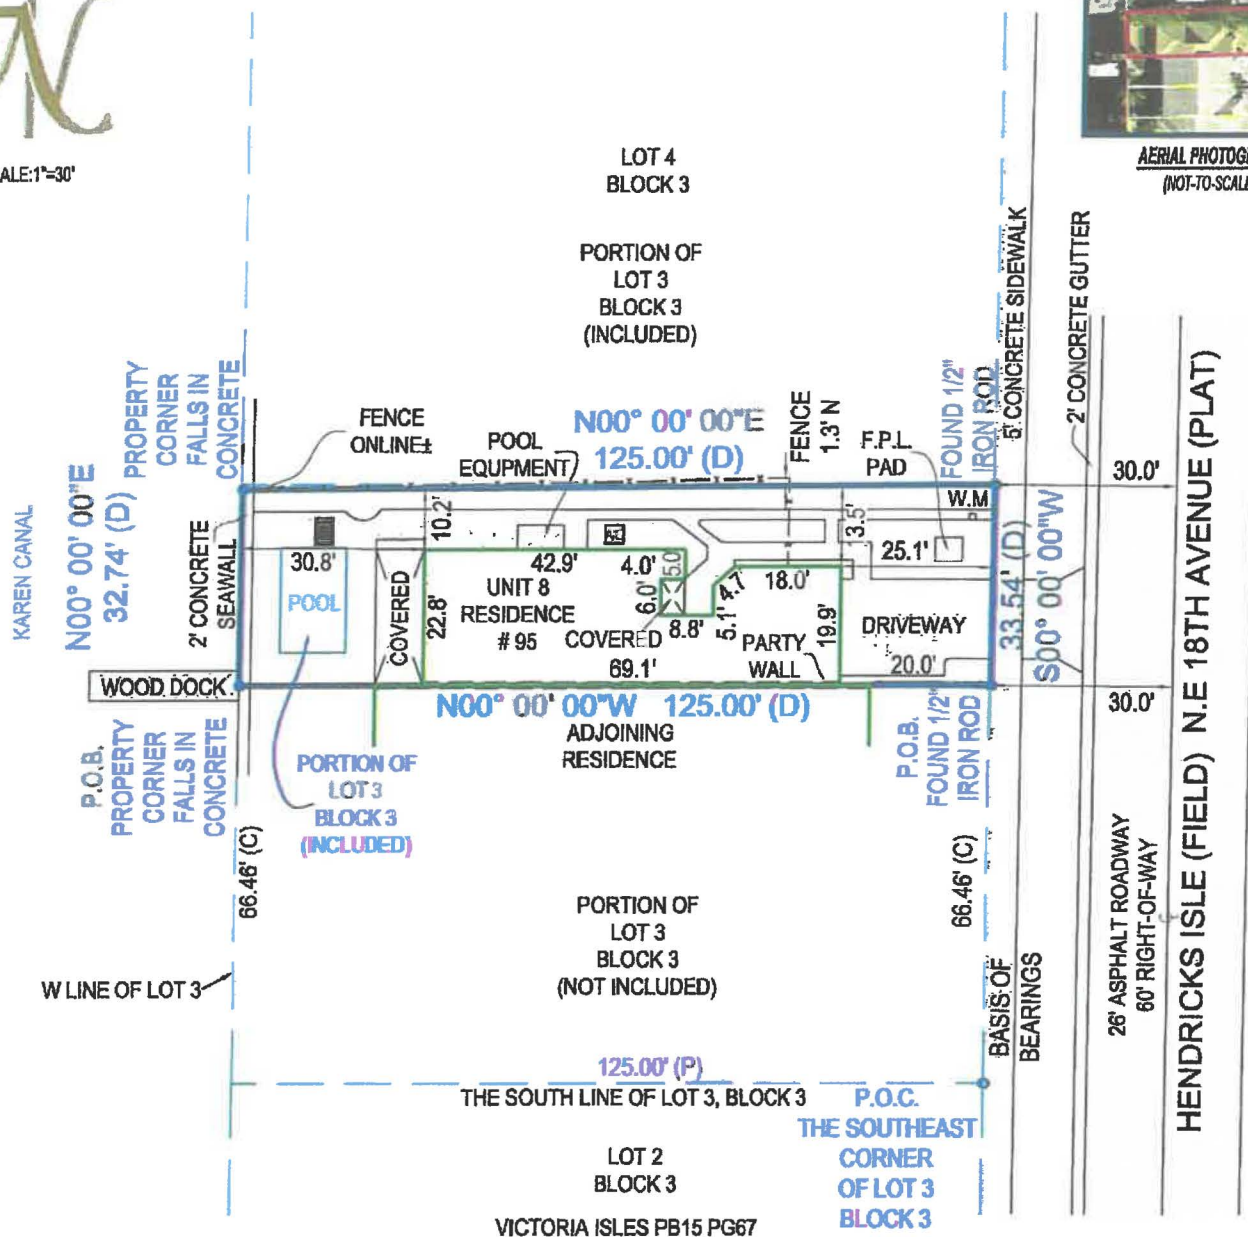 ALE:1"=30'
AERIAL PHOTOG
(NOT-TO-SCALE
LOT 4
BLOCK 3
PORTION OF
LOT 3
BLOCK 3
(INCLUDED)
5' CONCRETE SIDEWALK
2' CONCRETE GUTTER
PROPERTY
CORNER
FALLS IN
CONCRETE
FENCE
ONLINE±
POOL
EQUPMENT
N00° 00' 00"E
125.00' (D)
FENCE
1.3' N
F.P.L.
PAD
FOUND 1/2"
IRON ROD
30.0'
KAREN CANAL
N00° 00' 00"E
32.74' (D)
2' CONCRETE
SEAWALL
10.2'
W.M
13.5'
30.8'
42.9'
4.0'
5.0'
25.1'
POOL
COVERED
22.8'
UNIT 8
RESIDENCE
# 95
6.0'
COVERED
8.8'
5.1'
4.7'
18.0'
PARTY
WALL
19.9'
DRIVEWAY
20.0'
33.54' (D)
S00° 00' 00"W
69.1'
WOOD DOCK
N00° 00' 00"W 125.00' (D)
30.0'
ADJOINING
RESIDENCE
P.O.B.
PROPERTY
CORNER
FALLS IN
CONCRETE
PORTION OF
LOT 3
BLOCK 3
(INCLUDED)
P.O.B.
FOUND 1/2"
IRON ROD
66.46' (C)
66.46' (C)
PORTION OF
LOT 3
BLOCK 3
(NOT INCLUDED)
W LINE OF LOT 3
BASIS OF
BEARINGS
26' ASPHALT ROADWAY
60' RIGHT-OF-WAY
HENDRICKS ISLE (FIELD) N.E 18TH AVENUE (PLAT)
125.00' (P)
THE SOUTH LINE OF LOT 3, BLOCK 3
P.O.C.
THE SOUTHEAST
CORNER
OF LOT 3
BLOCK 3
LOT 2
BLOCK 3
VICTORIA ISLES PB15 PG67